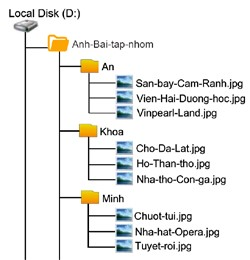 Local Disk (D:)
Anh-Bai-tap-nhom
An
San-bay-Cam-Ranh.jpg
Vien-Hai-Duong-hoc.jpg
Vinpearl-Land.jpg
Khoa
Cho-Da-Lat.jpg
Ho-Than-tho.jpg
Nha-tho-Con-ga.jpg
Minh
Chuot-tui.jpg
Nha-hat-Opera.jpg
Tuyet-roi.jpg